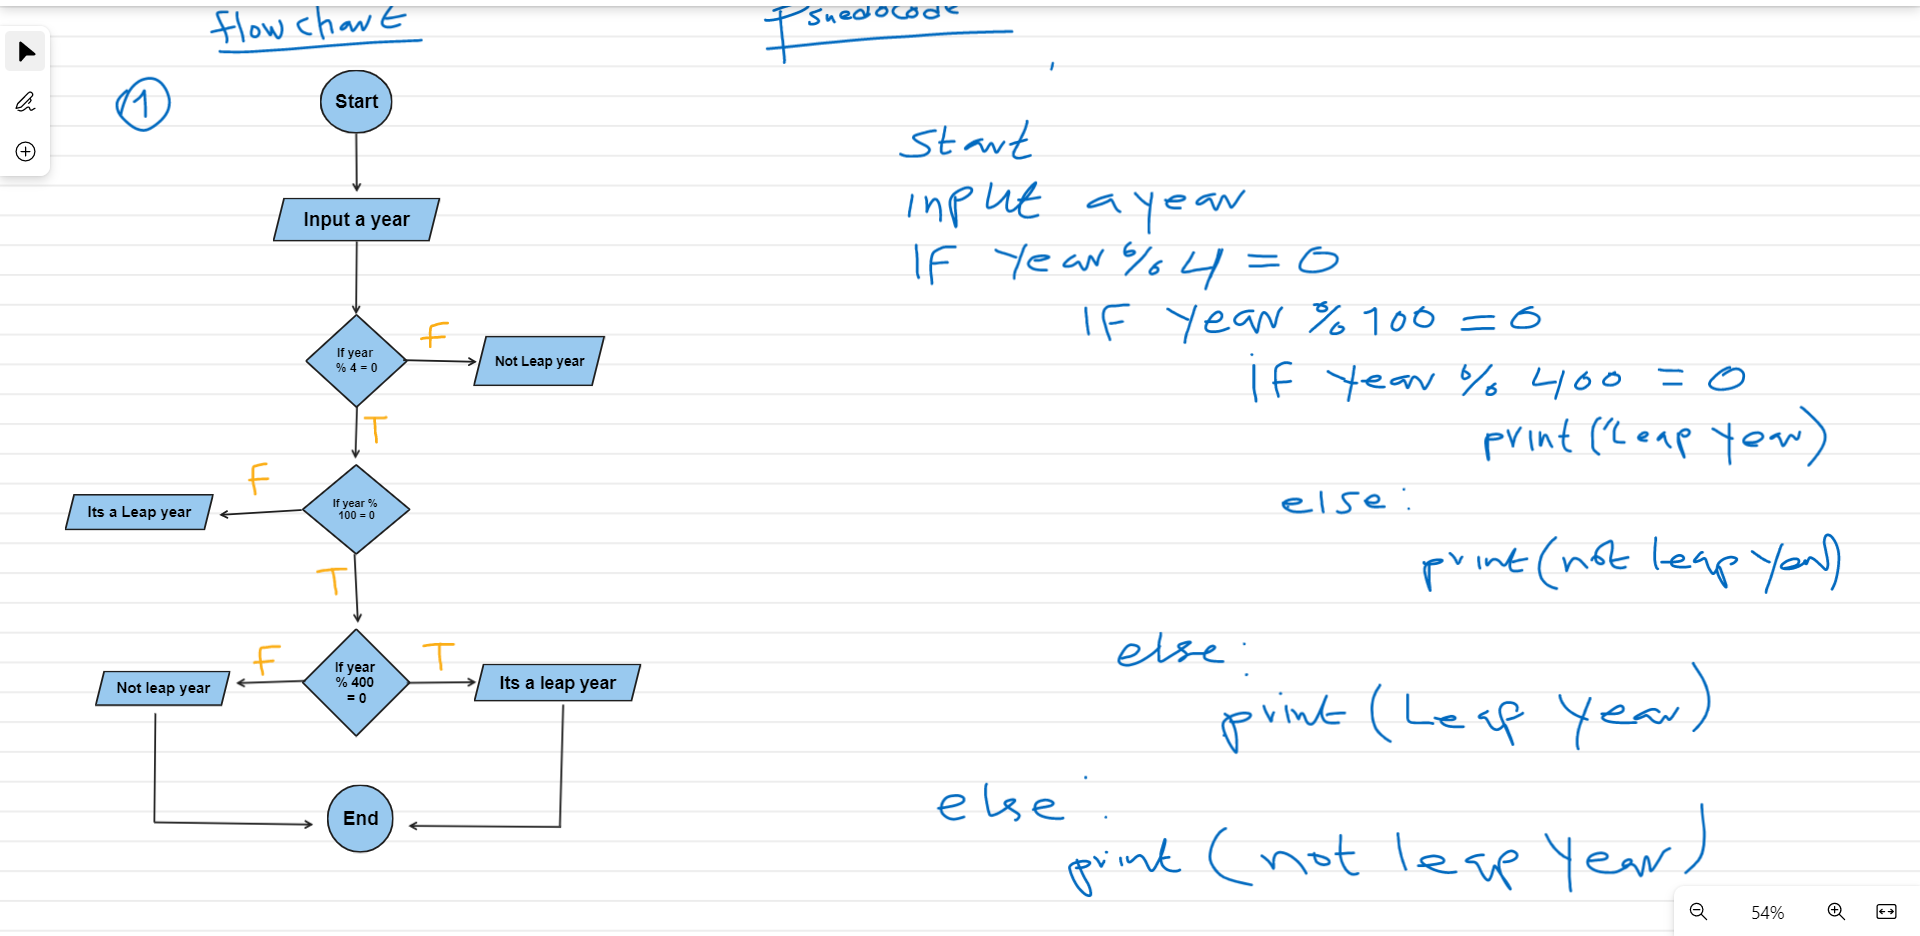 flowchart
Psuedocode
1
Start
Input a year
If year
% 4 = 0
F
Not Leap year
T
If year %
100 = 0
F
Its a Leap year
T
If year
% 400
= 0
F
Not leap year
T
Its a leap year
End
Start
input a year
IF Year % 4 = 0
IF Year % 100 = 0
if Year % 400 = 0
print ("Leap Year)
else:
print (not leap year)
else:
print (Leap Year)
else:
print (not leap Year)
54%